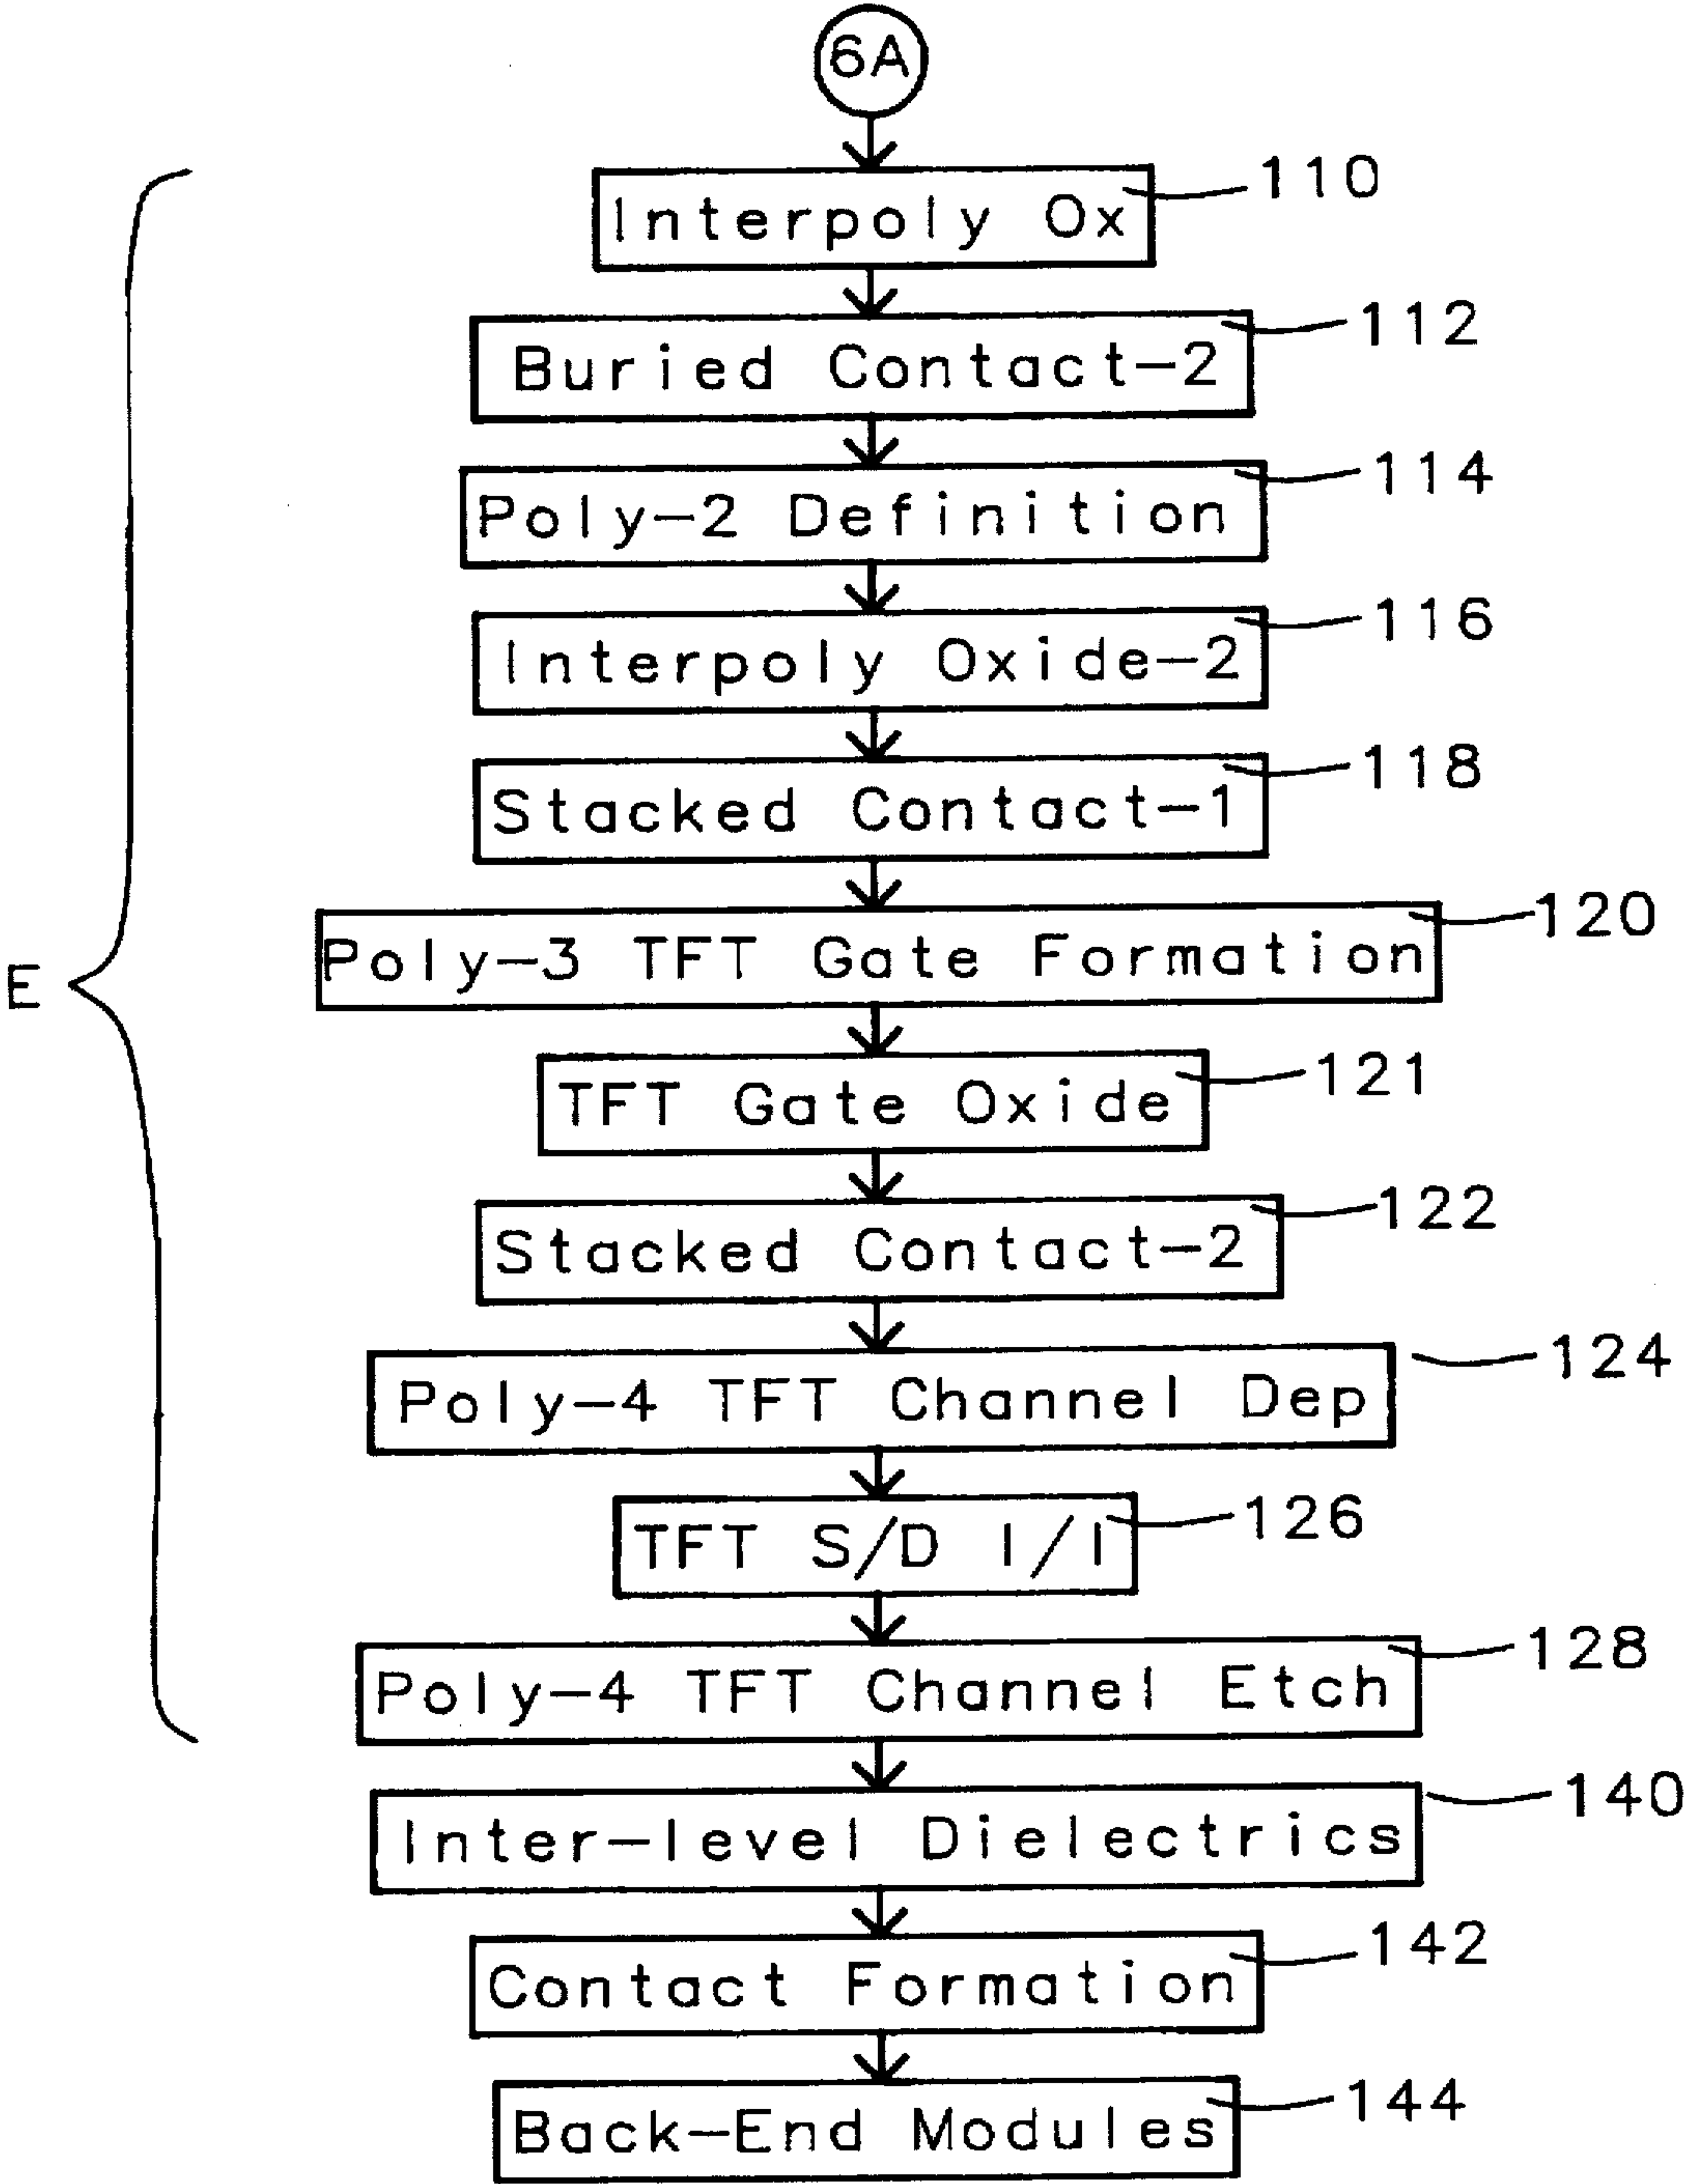 6A
Interpoly Ox 110
Buried Contact-2 112
Poly-2 Definition 114
Interpoly Oxide-2 116
Stacked Contact-1 118
Poly-3 TFT Gate Formation 120
E
TFT Gate Oxide 121
Stacked Contact-2 122
Poly-4 TFT Channel Dep 124
TFT S/D I/I 126
Poly-4 TFT Channel Etch 128
Inter-level Dielectrics 140
Contact Formation 142
Back-End Modules 144